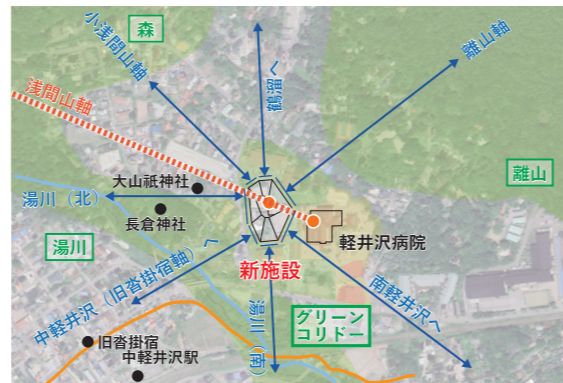 森
小浅間山軸
鶴溜へ
離山軸
浅間山軸
離山
大山祇神社
湯川（北）
長倉神社
軽井沢病院
湯川
新施設
中軽井沢（旧沓掛宿軸）へ
湯川（南）
グリーン
コリドー
南軽井沢へ
旧沓掛宿
中軽井沢駅